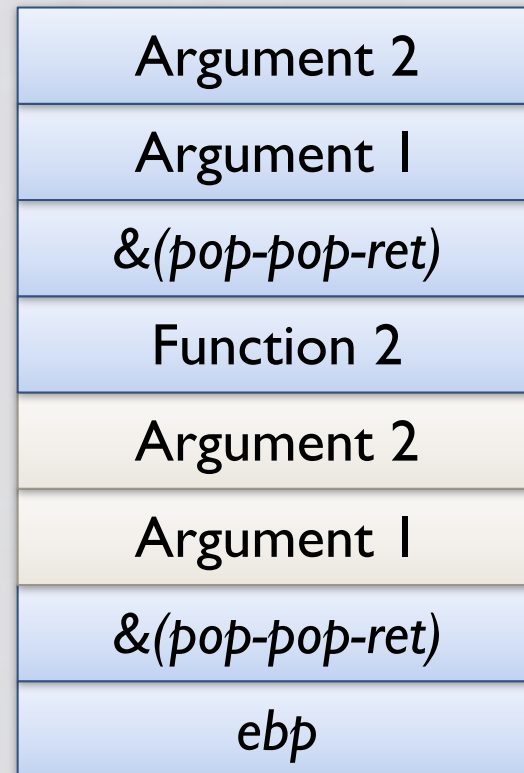 Argument 2
Argument 1
&(pop-pop-ret)
Function 2
Argument 2
Argument 1
&(pop-pop-ret)
ebp